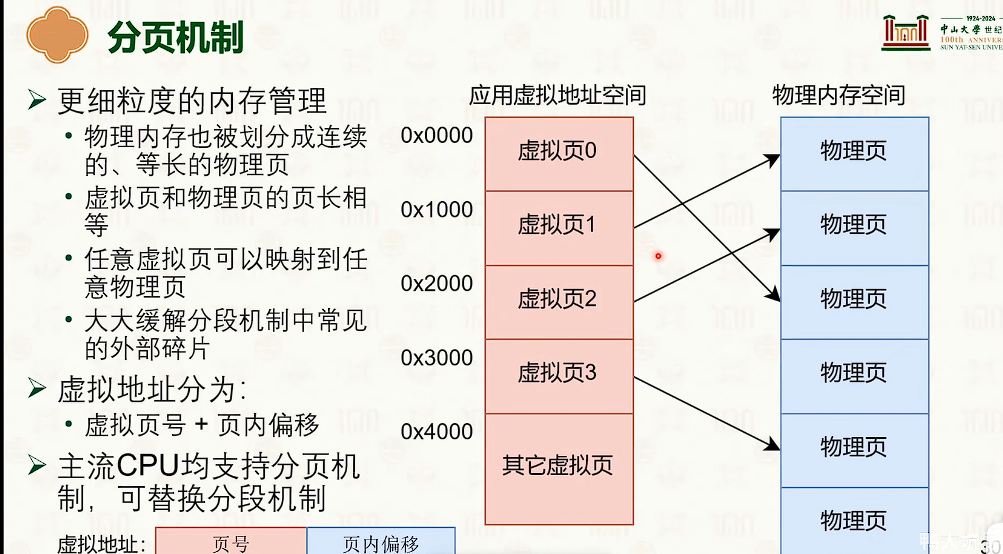 分页机制
1924-2024
中山大学 世纪
100th ANNIVERS
SUN YAT-SEN UNIVE
更细粒度的内存管理
• 物理内存也被划分成连续
的、等长的物理页
• 虚拟页和物理页的页长相
等
• 任意虚拟页可以映射到任
意物理页
• 大大缓解分段机制中常见
的外部碎片
虚拟地址分为：
• 虚拟页号 + 页内偏移
主流CPU均支持分页机
制，可替换分段机制
虚拟地址：
页号
页内偏移
应用虚拟地址空间
0x0000
虚拟页0
0x1000
虚拟页1
0x2000
虚拟页2
0x3000
虚拟页3
0x4000
其它虚拟页
物理内存空间
物理页
物理页
物理页
物理页
物理页
物理页